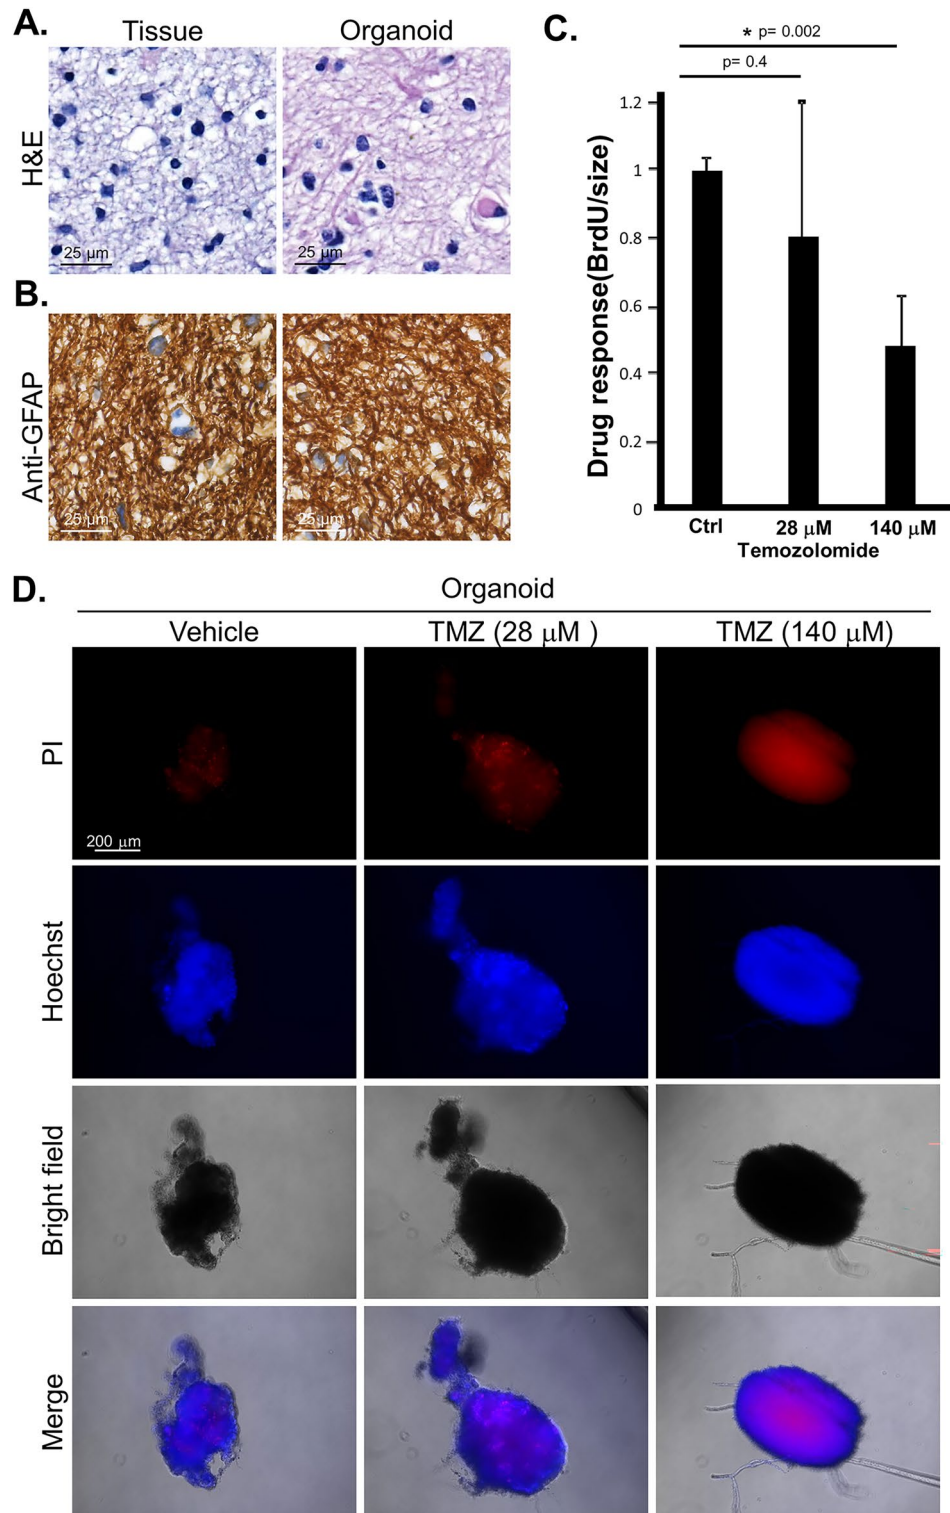 A.
Tissue
Organoid
H&E
25 μm
25 μm
B.
Anti-GFAP
25 μm
25 μm
C.
* p= 0.002
p= 0.4
Drug response(BrdU/size)
1.2
1
0.8
0.6
0.4
0.2
0
Ctrl
28 μM
140 μM
Temozolomide
D.
Organoid
Vehicle
TMZ (28 μM )
TMZ (140 μM)
PI
200 μm
Hoechst
Bright field
Merge